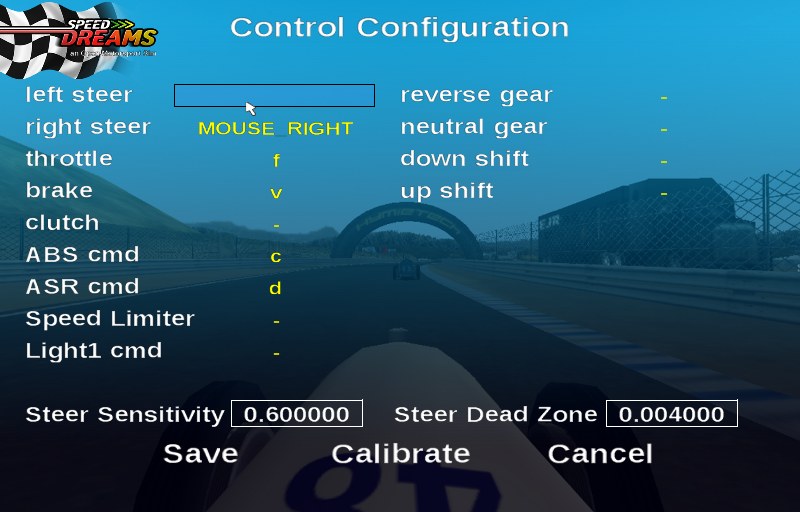 SPEED
DREAMS
Control Configuration
left steer
right steer MOUSE_RIGHT
throttle f
brake v
clutch -
ABS cmd c
ASR cmd d
Speed Limiter -
Light1 cmd -
reverse gear -
neutral gear -
down shift -
up shift -
Steer Sensitivity 0.600000 Steer Dead Zone 0.004000
Save Calibrate Cancel
48